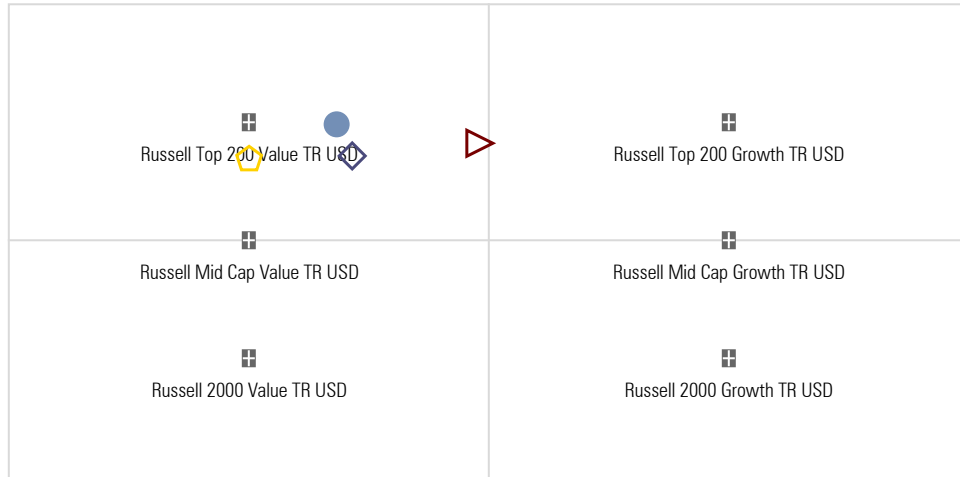 Russell Top 200 Value TR USD
Russell Top 200 Growth TR USD
Russell Mid Cap Value TR USD
Russell Mid Cap Growth TR USD
Russell 2000 Value TR USD
Russell 2000 Growth TR USD